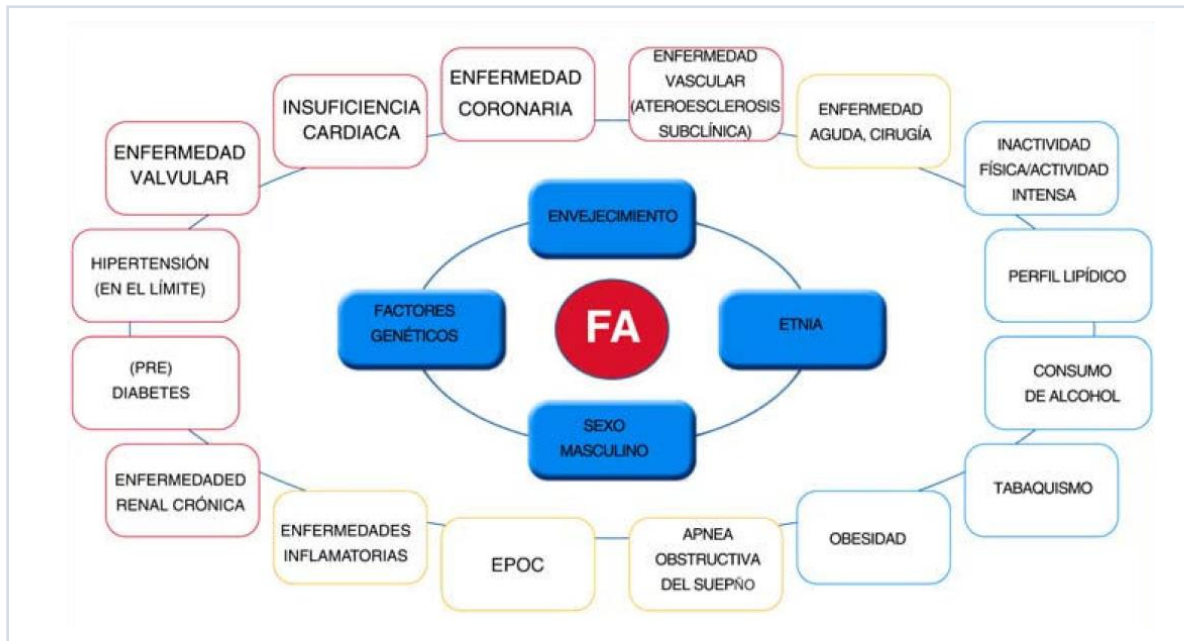 ENFERMEDAD
CORONARIA
ENFERMEDAD
VASCULAR
(ATEROESCLEROSIS
SUBCLÍNICA)
INSUFICIENCIA
CARDIACA
ENFERMEDAD
AGUDA, CIRUGÍA
ENFERMEDAD
VALVULAR
INACTIVIDAD
FÍSICA/ACTIVIDAD
INTENSA
ENVEJECIMIENTO
HIPERTENSIÓN
(EN EL LÍMITE)
PERFIL LIPÍDICO
FACTORES
GENÉTICOS
FA
ETNIA
(PRE)
DIABETES
CONSUMO
DE ALCOHOL
SEXO
MASCULINO
ENFERMEDADED
RENAL CRÓNICA
TABAQUISMO
ENFERMEDADES
INFLAMATORIAS
EPOC
APNEA
OBSTRUCTIVA
DEL SUEPÑO
OBESIDAD